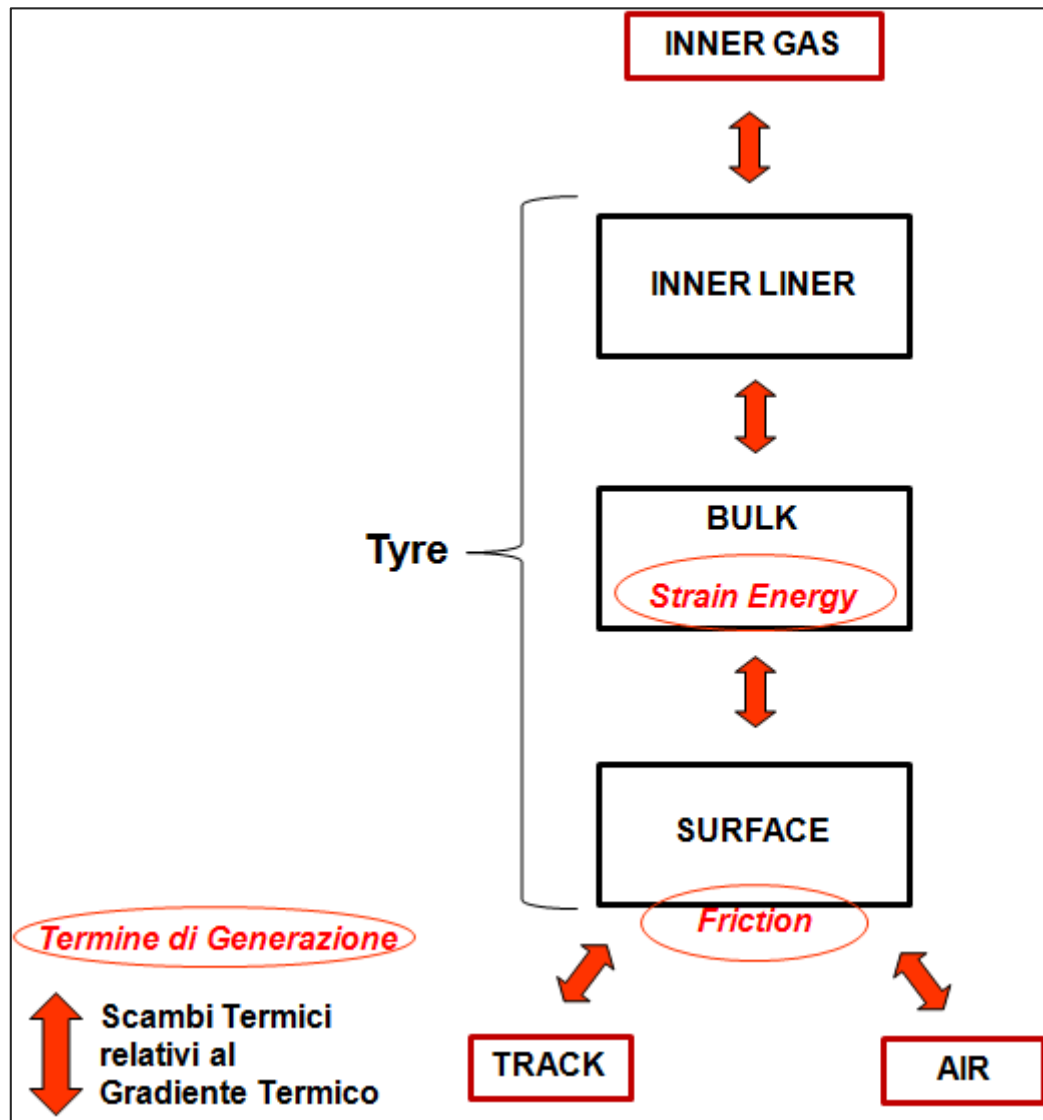 INNER GAS
INNER LINER
BULK
Strain Energy
Tyre
SURFACE
Friction
Termine di Generazione
Scambi Termici
relativi al
Gradiente Termico
TRACK
AIR